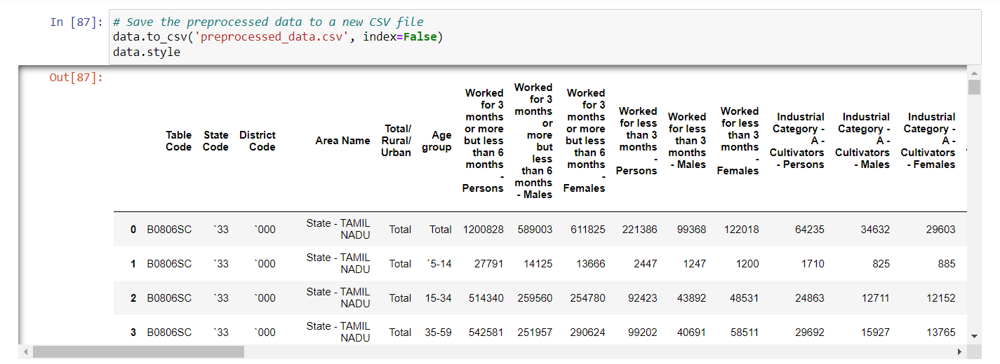 In [87]: # Save the preprocessed data to a new CSV file
data.to_csv('preprocessed_data.csv', index=False)
data.style
Out[87]:
Table Code State Code District Code Area Name Total/ Rural/ Urban Age group Worked for 3 months or more but less than 6 months - Persons Worked for 3 months or more but less than 6 months - Males Worked for 3 months or more but less than 6 months - Females Worked for less than 3 months - Persons Worked for less than 3 months - Males Worked for less than 3 months - Females Industrial Category - A - Cultivators - Persons Industrial Category - A - Cultivators - Males Industrial Category - A - Cultivators - Females
0 B0806SC `33 `000 State - TAMIL NADU Total Total 1200828 589003 611825 221386 99368 122018 64235 34632 29603
1 B0806SC `33 `000 State - TAMIL NADU Total `5-14 27791 14125 13666 2447 1247 1200 1710 825 885
2 B0806SC `33 `000 State - TAMIL NADU Total 15-34 514340 259560 254780 92423 43892 48531 24863 12711 12152
3 B0806SC `33 `000 State - TAMIL NADU Total 35-59 542581 251957 290624 99202 40691 58511 29692 15927 13765